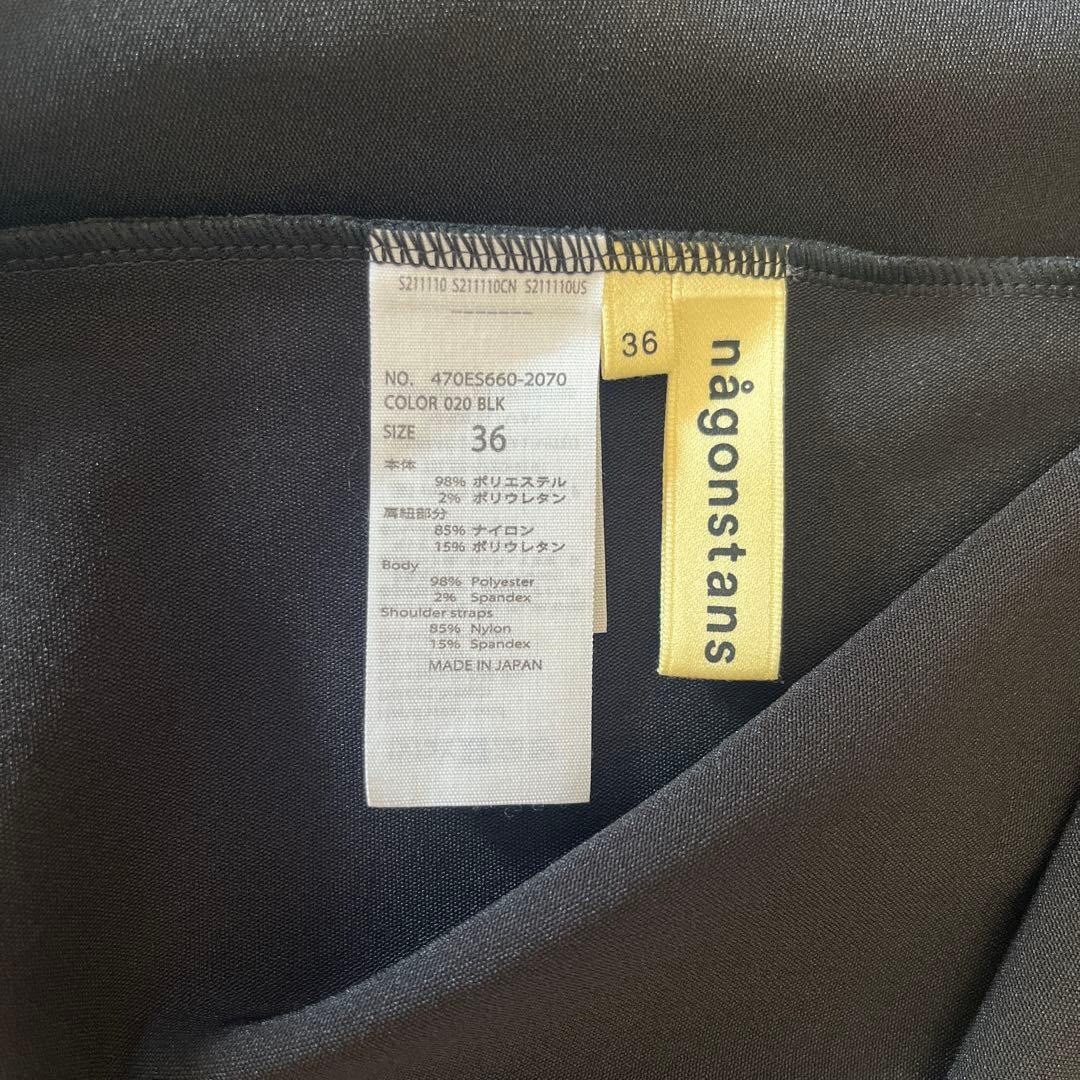 S211110 S211110CN S211110US
-------
NO. 470ES660-2070
COLOR 020 BLK
SIZE 36
本体
98% ポリエステル
2% ポリウレタン
肩紐部分
85% ナイロン
15% ポリウレタン
Body
98% Polyester
2% Spandex
Shoulder straps
85% Nylon
15% Spandex
MADE IN JAPAN
36
någonstans